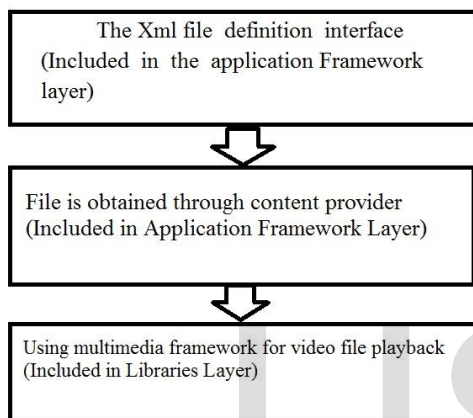 The Xml file definition interface
(Included in the application Framework
layer)
File is obtained through content provider
(Included in Application Framework Layer)
Using multimedia framework for video file playback
(Included in Libraries Layer)